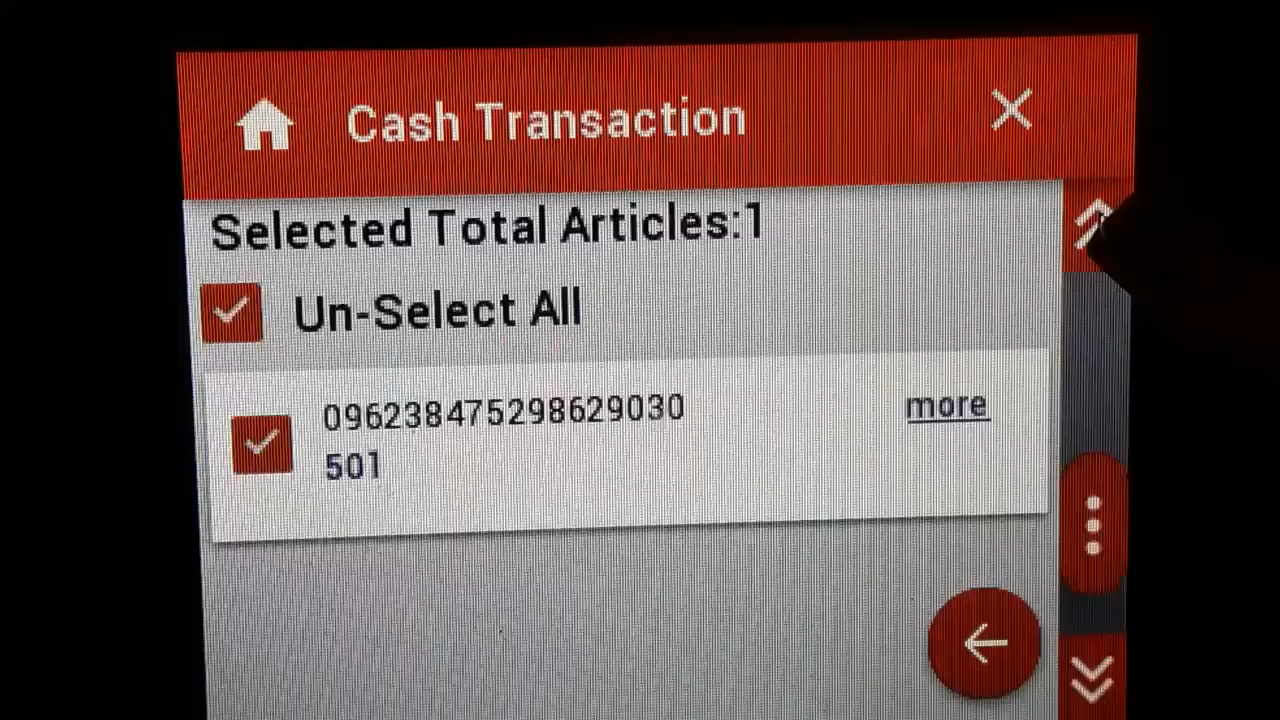 Cash Transaction
Selected Total Articles:1
Un-Select All
096238475298629030
more
501